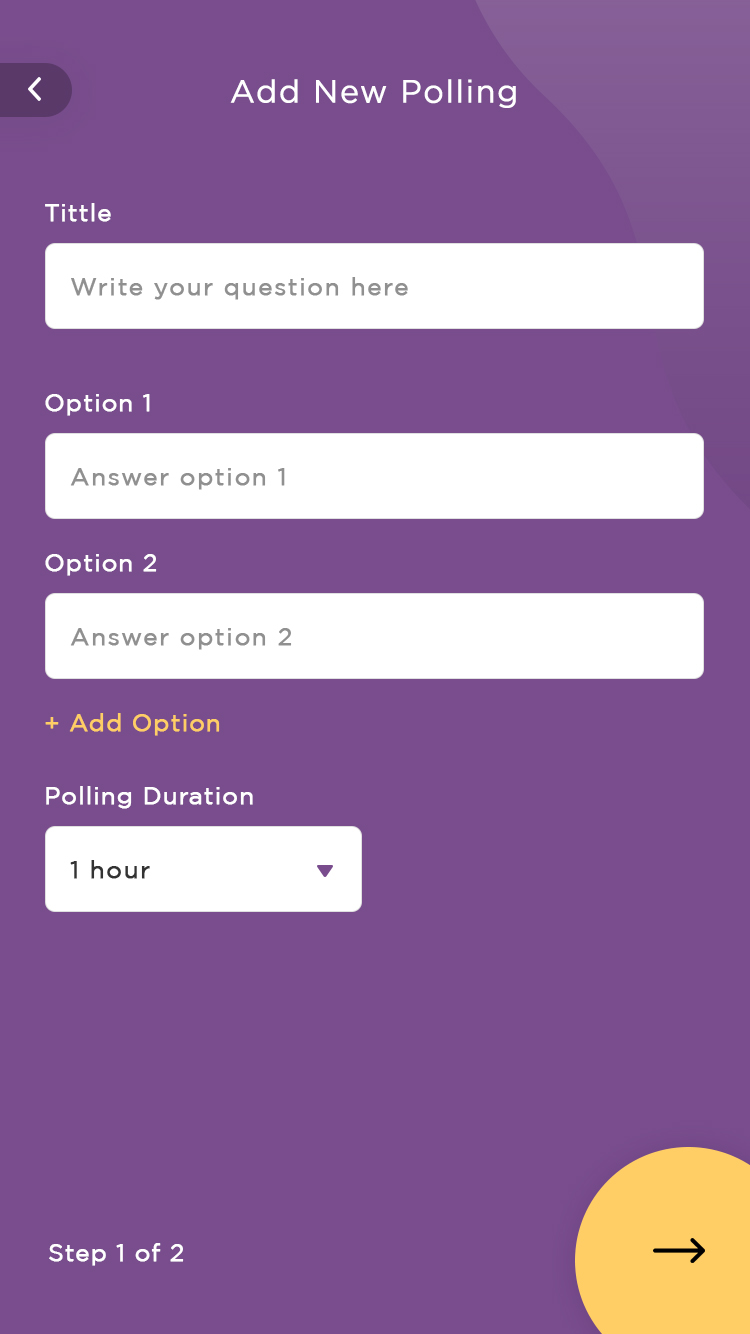 Add New Polling
Tittle
Write your question here
Option 1
Answer option 1
Option 2
Answer option 2
+ Add Option
Polling Duration
1 hour
Step 1 of 2